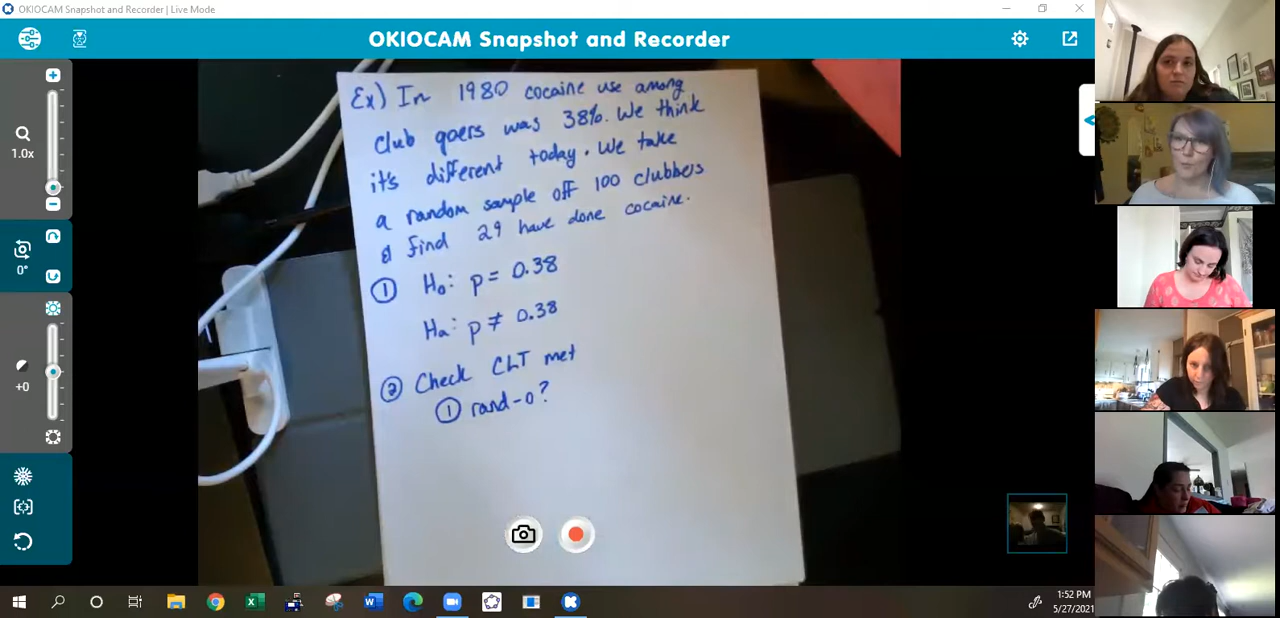 OKIOCAM Snapshot and Recorder | Live Mode
OKIOCAM Snapshot and Recorder
1.0x
0°
+0
Ex) In 1980 cocaine use among
club goers was 38%. We think
it's different today. We take
a random sample off 100 clubbers
& find 29 have done cocaine.
① H₀: p = 0.38
Hₐ: p ≠ 0.38
② Check CLT met
① rand-o?
1:52 PM
5/27/2021